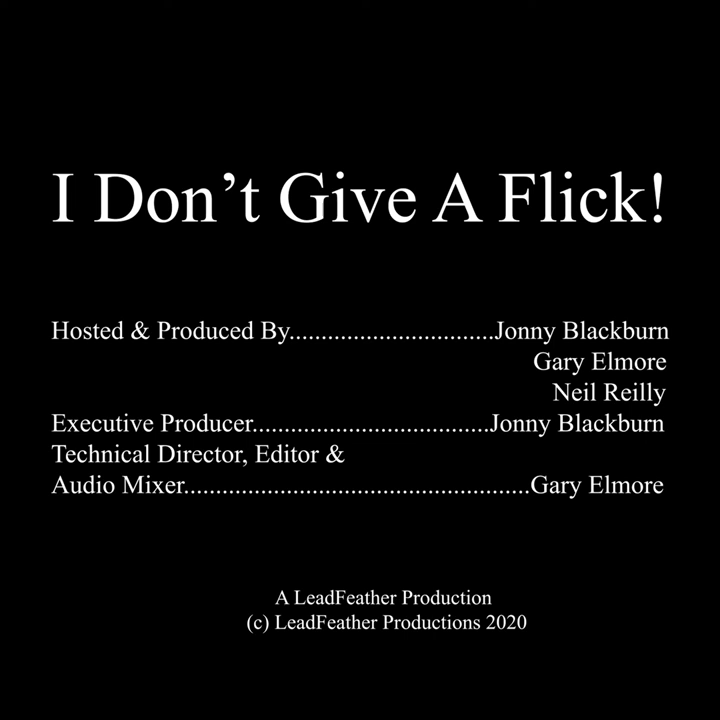 I Don’t Give A Flick!
Hosted & Produced By................................Jonny Blackburn
Gary Elmore
Neil Reilly
Executive Producer.....................................Jonny Blackburn
Technical Director, Editor &
Audio Mixer......................................................Gary Elmore
A LeadFeather Production
(c) LeadFeather Productions 2020